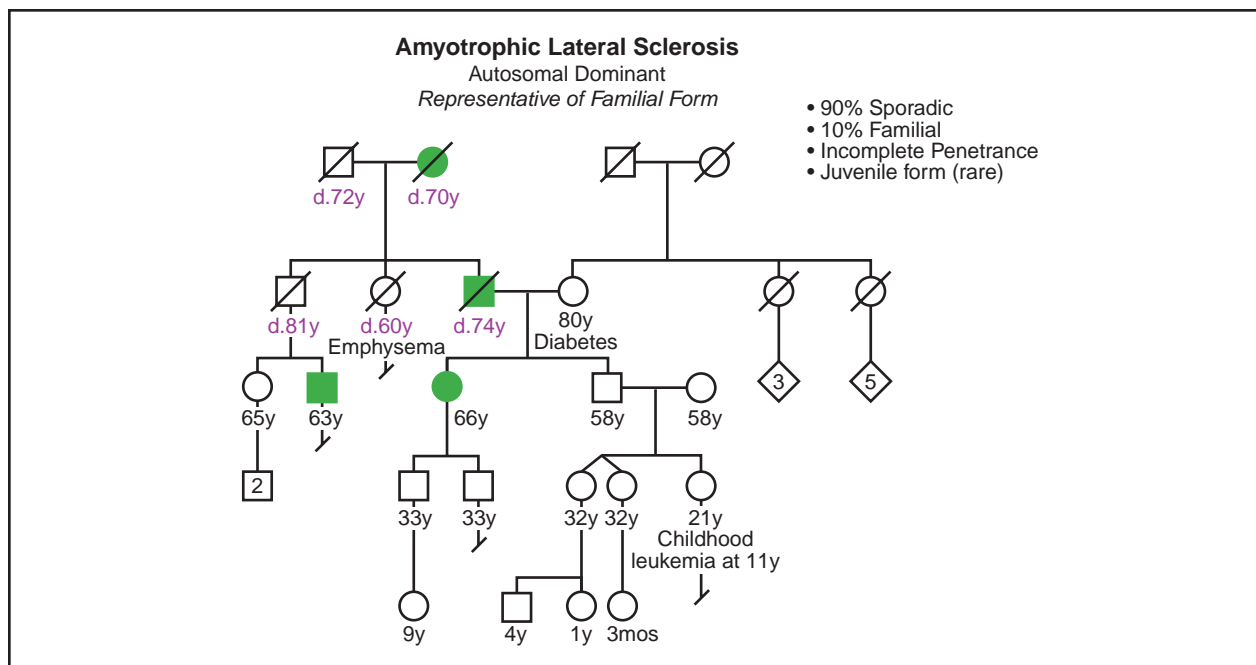 Amyotrophic Lateral Sclerosis
Autosomal Dominant
Representative of Familial Form
• 90% Sporadic
• 10% Familial
• Incomplete Penetrance
• Juvenile form (rare)
d.72y
d.70y
d.81y
d.60y
Emphysema
d.74y
80y
Diabetes
3
5
65y
63y
66y
58y
58y
2
33y
33y
32y
32y
21y
Childhood
leukemia at 11y
9y
4y
1y
3mos